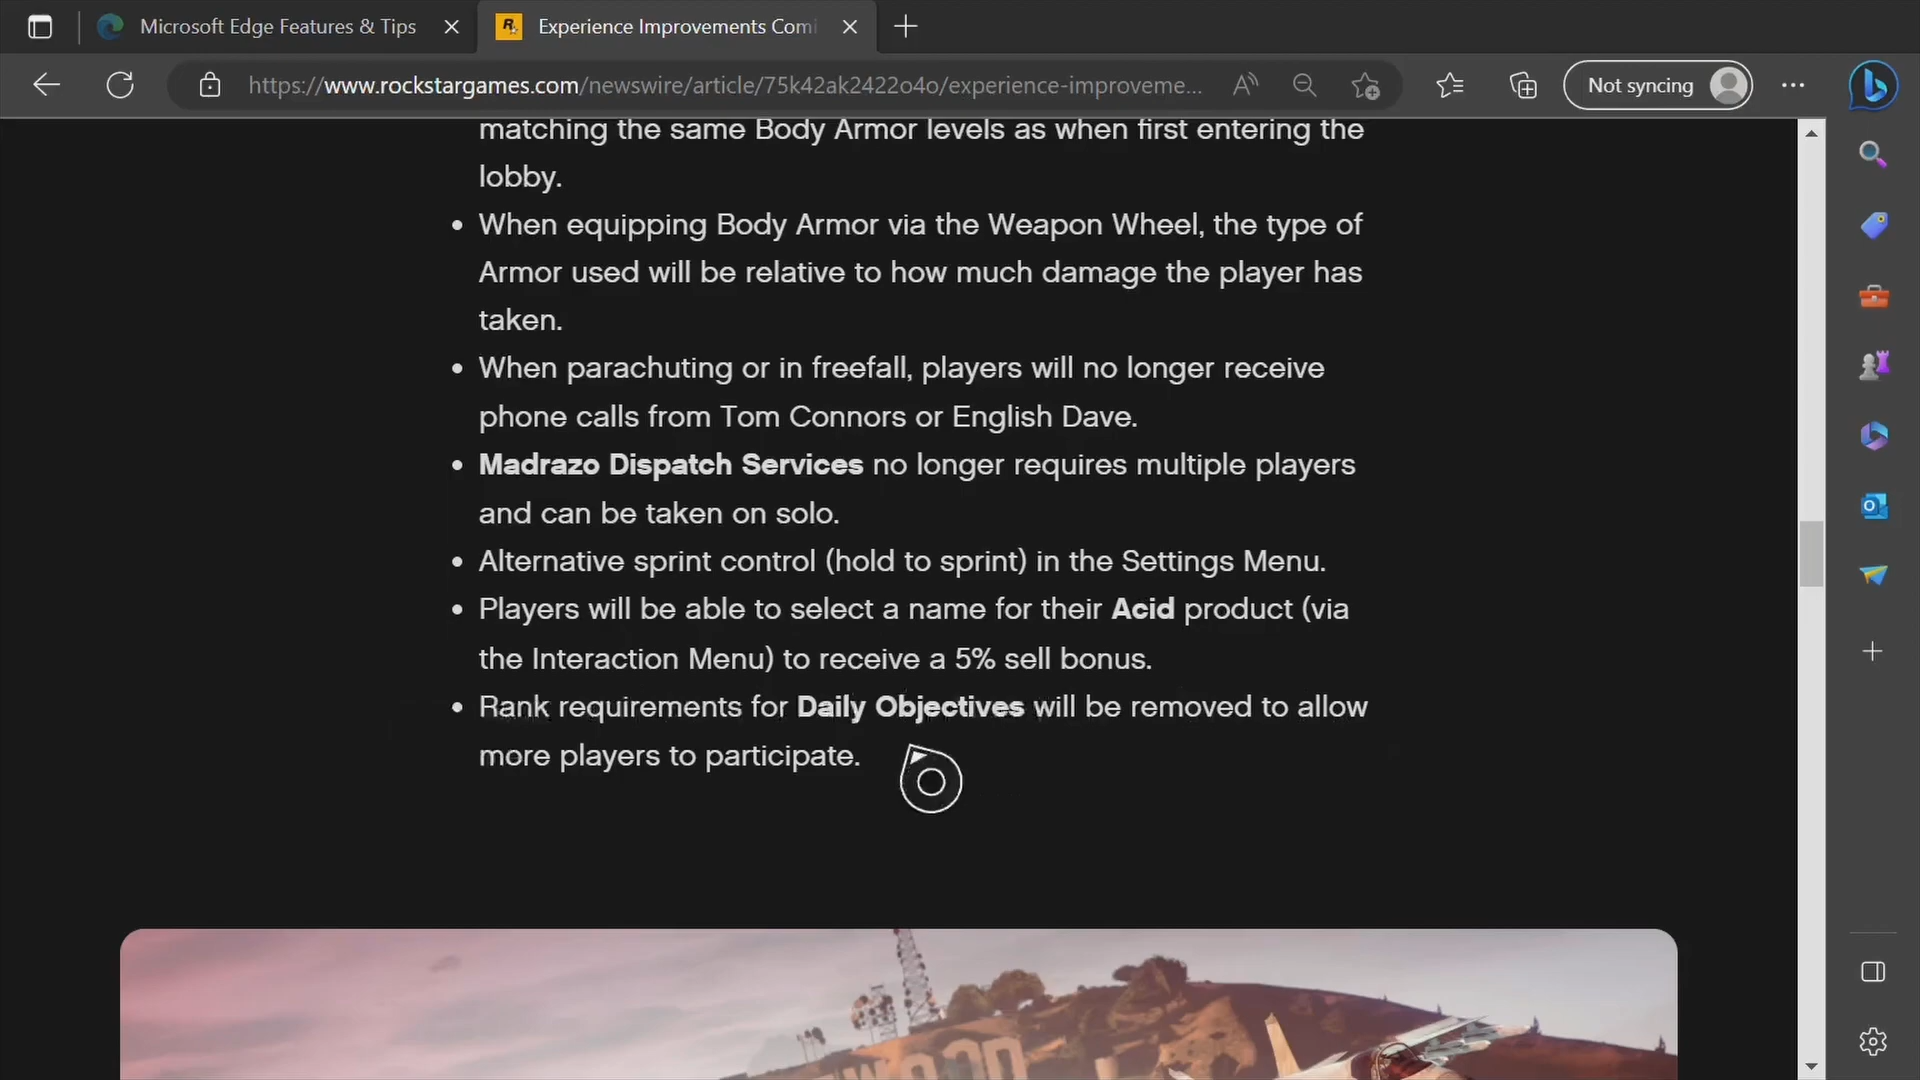 Microsoft Edge Features & Tips
Experience Improvements Com
https://www.rockstargames.com/newswire/article/75k42ak2422o4o/experience-improveme...
Not syncing
matching the same Body Armor levels as when first entering the
lobby.
• When equipping Body Armor via the Weapon Wheel, the type of
Armor used will be relative to how much damage the player has
taken.
• When parachuting or in freefall, players will no longer receive
phone calls from Tom Connors or English Dave.
• Madrazo Dispatch Services no longer requires multiple players
and can be taken on solo.
• Alternative sprint control (hold to sprint) in the Settings Menu.
• Players will be able to select a name for their Acid product (via
the Interaction Menu) to receive a 5% sell bonus.
• Rank requirements for Daily Objectives will be removed to allow
more players to participate.